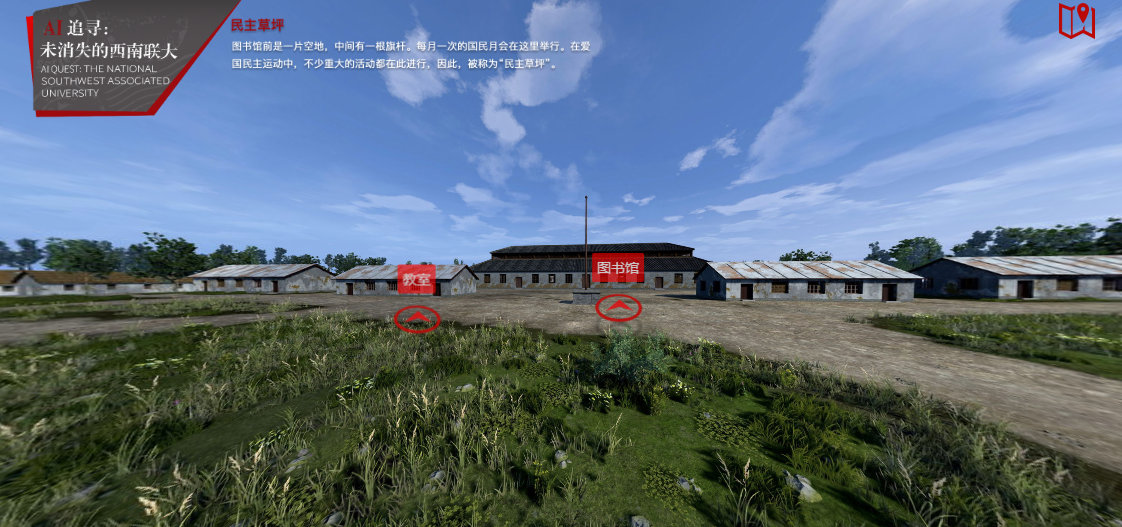 AI 追寻:
未消失的西南联大
AI QUEST: THE NATIONAL
SOUTHWEST ASSOCIATED
UNIVERSITY
民主草坪
图书馆前是一片空地，中间有一根旗杆。每月一次的国民月会在这里举行。在爱
国民主运动中，不少重大的活动都在此进行，因此，被称为“民主草坪”。
教室
图书馆